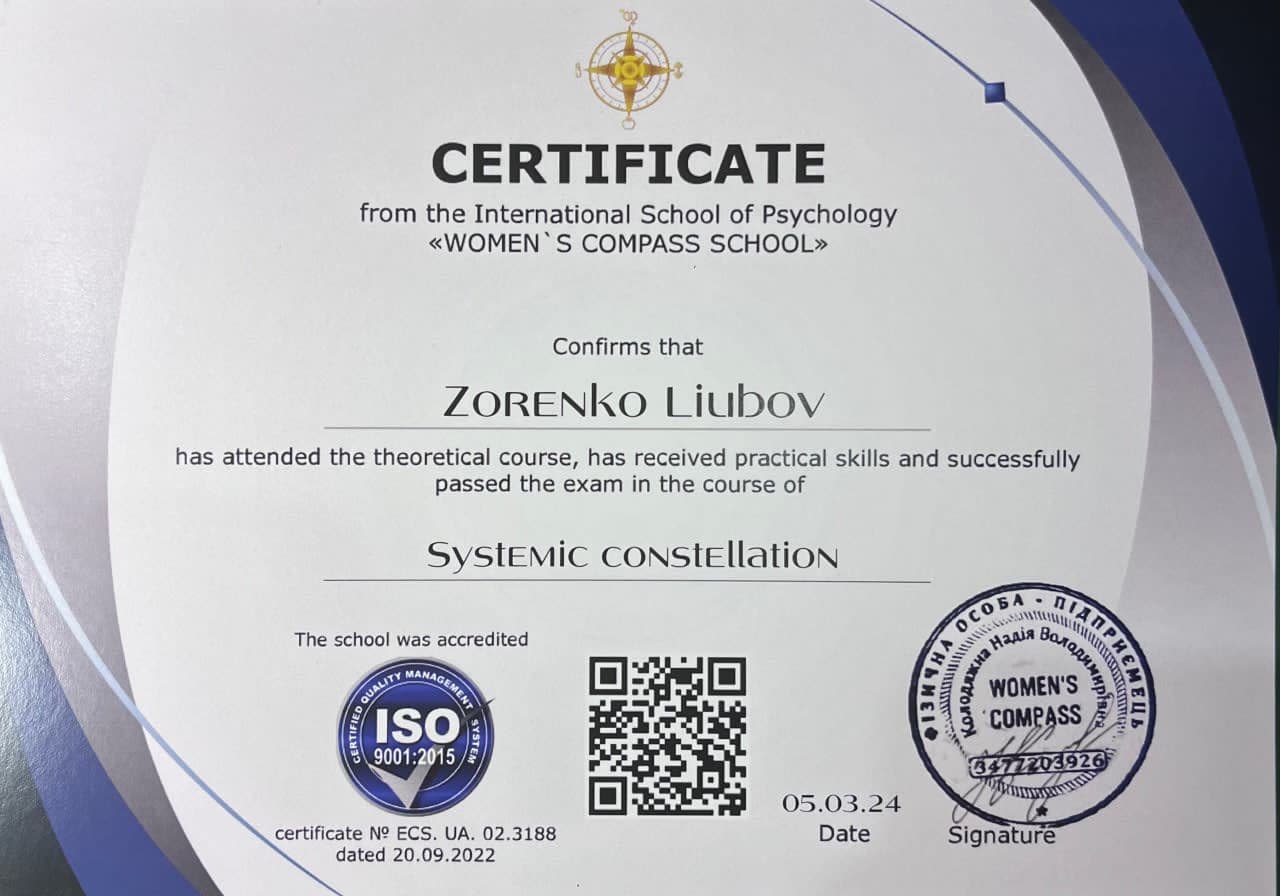 CERTIFICATE
from the International School of Psychology
«WOMEN`S COMPASS SCHOOL»
Confirms that
Zorenko Liubov
has attended the theoretical course, has received practical skills and successfully
passed the exam in the course of
Systemic constellation
The school was accredited
CERTIFIED QUALITY MANAGEMENT SYSTEM
ISO
9001:2015
certificate № ECS. UA. 02.3188
dated 20.09.2022
05.03.24
Date
ФІЗИЧНА ОСОБА - ПІДПРИЄМЕЦЬ
Колодяжна Надія Володимирівна
WOMEN'S
COMPASS
3477203926
Signature